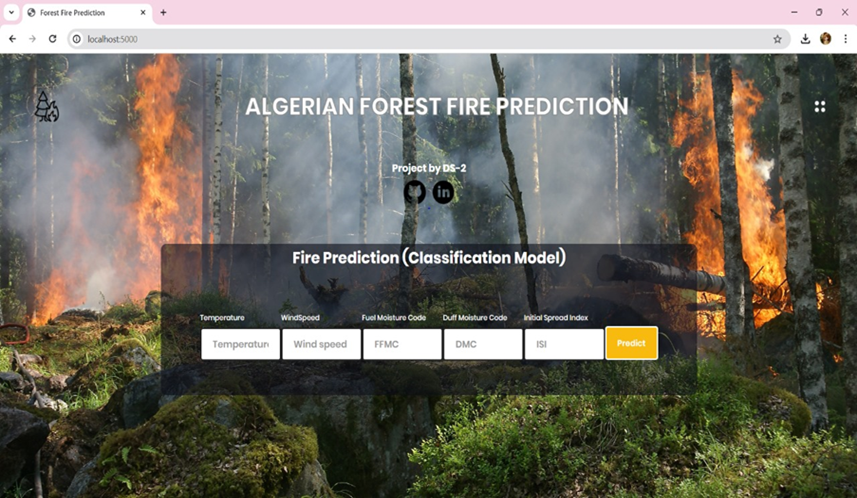 Forest Fire Prediction
localhost:5000
ALGERIAN FOREST FIRE PREDICTION
Project by DS-2
in
Fire Prediction (Classification Model)
Temperature WindSpeed Fuel Moisture Code Duff Moisture Code Initial Spread Index
Temperature Wind speed FFMC DMC ISI Predict